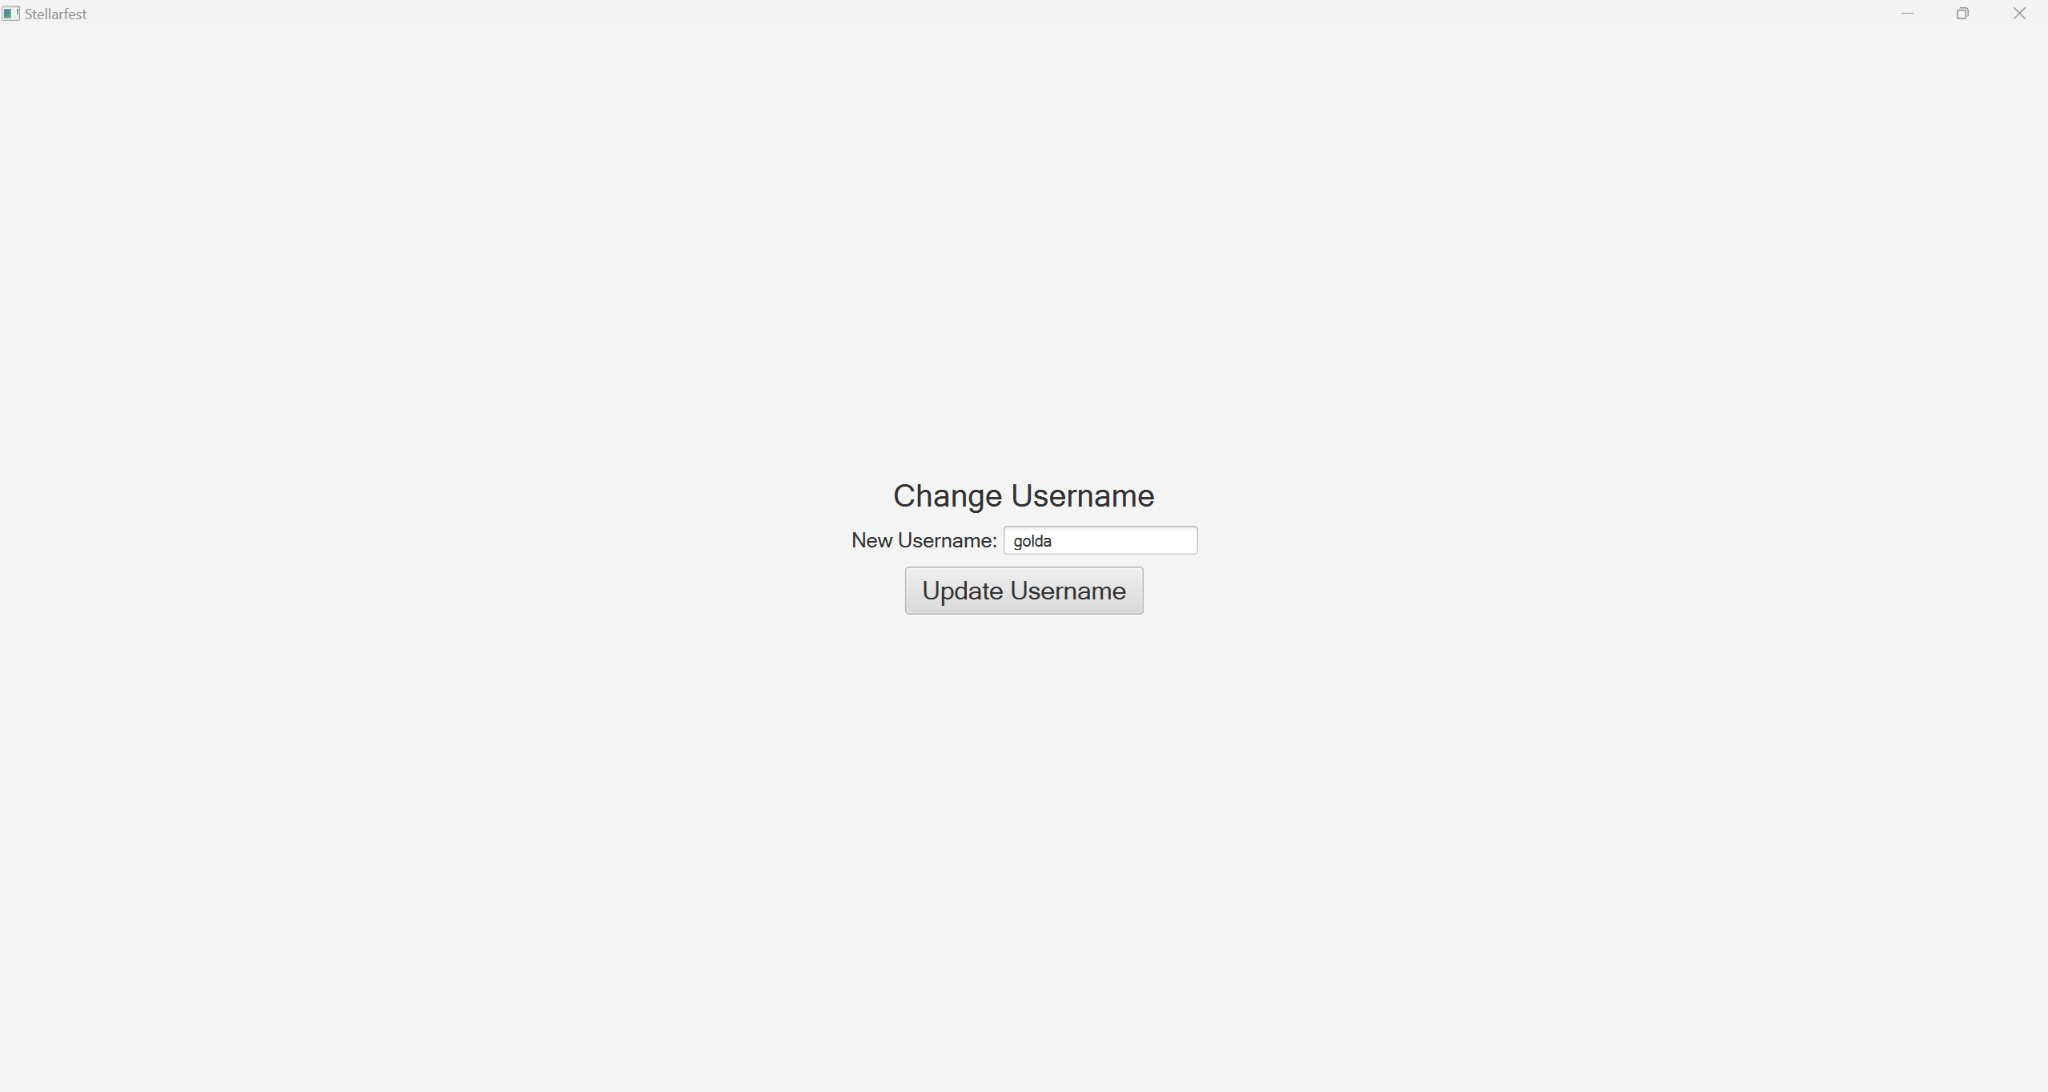 Stellarfest
Change Username
New Username: golda
Update Username